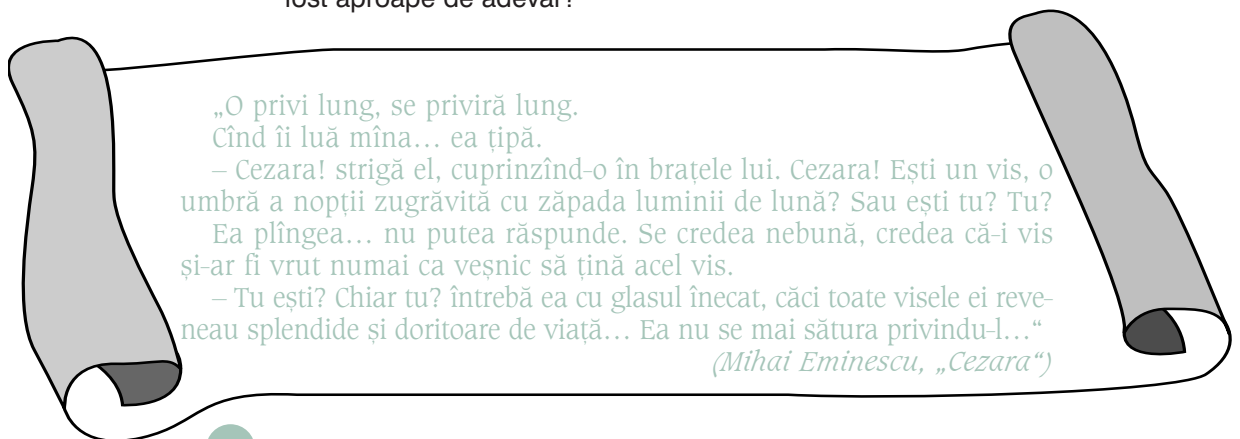 fost aproape de adevăr?
„O privi lung, se priviră lung.
Cînd îi luă mîna… ea țipă.
– Cezara! strigă el, cuprinzînd-o în brațele lui. Cezara! Ești un vis, o
umbră a nopții zugrăvită cu zăpada luminii de lună? Sau ești tu? Tu?
Ea plîngea… nu putea răspunde. Se credea nebună, credea că-i vis
și-ar fi vrut numai ca veșnic să țină acel vis.
– Tu ești? Chiar tu? întrebă ea cu glasul înecat, căci toate visele ei reve-
neau splendide și doritoare de viață… Ea nu se mai sătura privindu-l…“
(Mihai Eminescu, „Cezara“)